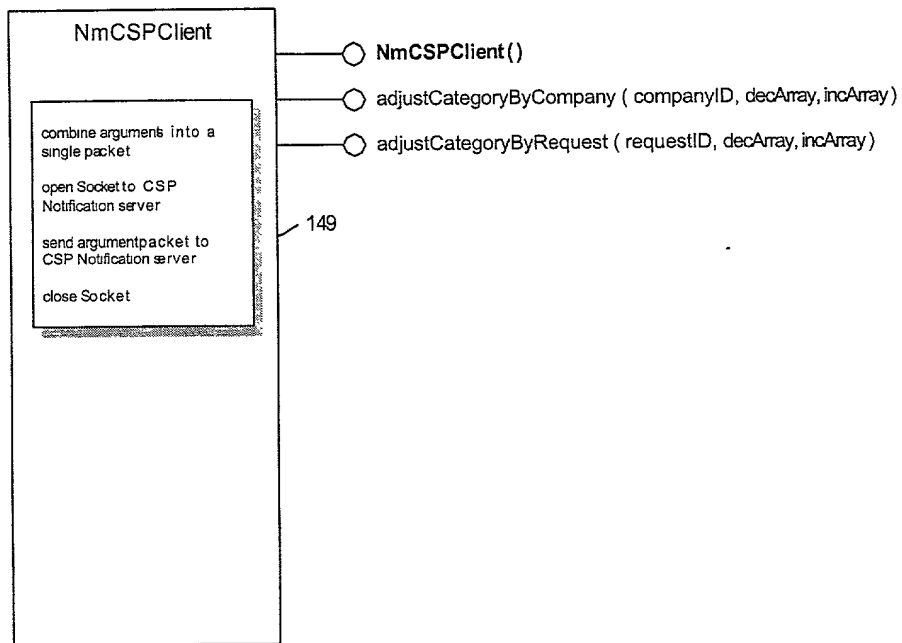 NmCSPClient
NmCSPClient()
adjustCategoryByCompany ( companyID, decArray, incArray)
adjustCategoryByRequest ( requestID, decArray, incArray)
combine arguments into a
single packet
open Socket to CSP
Notification server
send argumentpacket to
CSP Notification server
close Socket
149